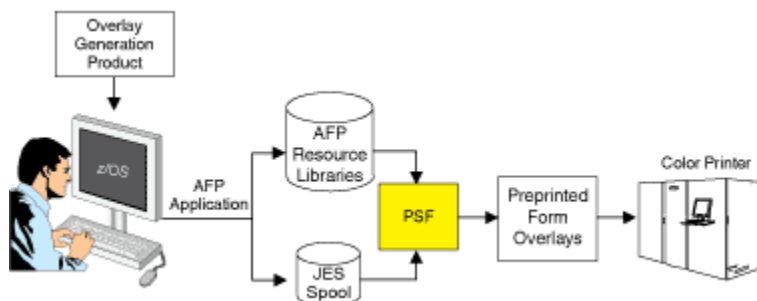 Overlay
Generation
Product
z/OS
AFP
Application
AFP
Resource
Libraries
JES
Spool
PSF
Preprinted
Form
Overlays
Color Printer